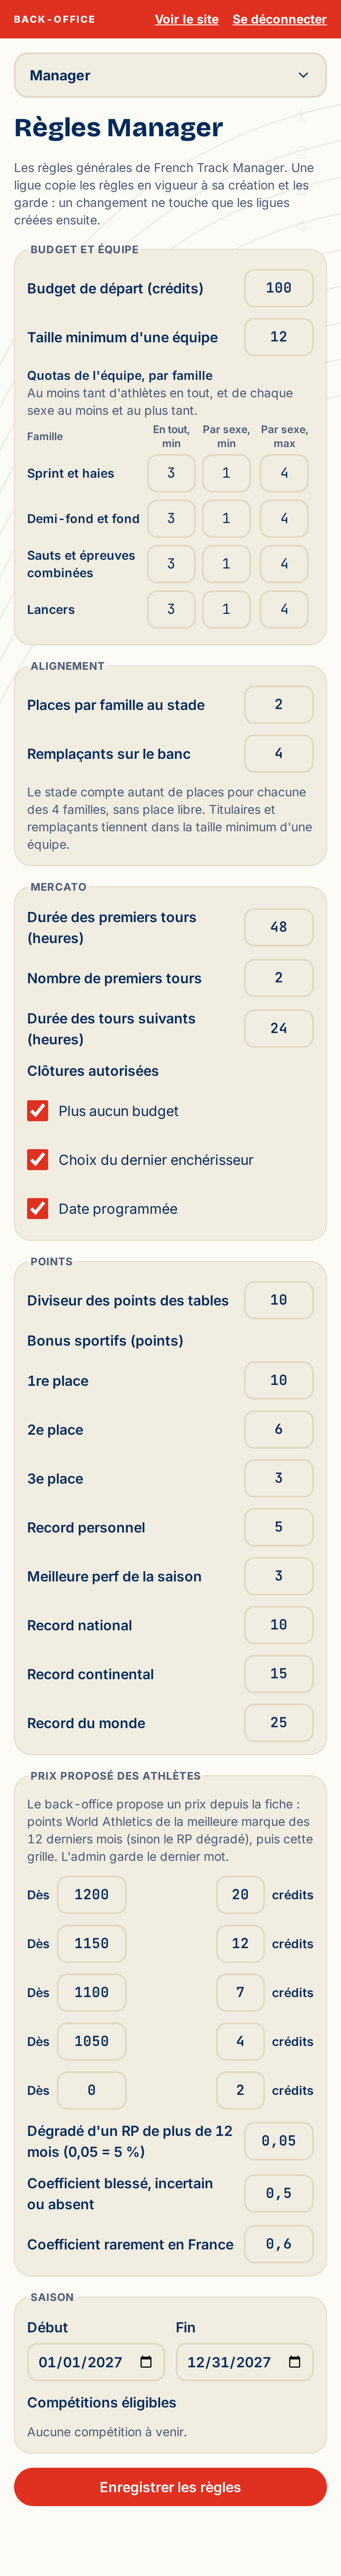 BACK-OFFICE Voir le site Se déconnecter
Manager
Règles Manager
Les règles générales de French Track Manager. Une
ligue copie les règles en vigueur à sa création et les
garde : un changement ne touche que les ligues
créées ensuite.
BUDGET ET ÉQUIPE
Budget de départ (crédits) 100
Taille minimum d'une équipe 12
Quotas de l'équipe, par famille
Au moins tant d'athlètes en tout, et de chaque
sexe au moins et au plus tant.
Famille En tout, min Par sexe, min Par sexe, max
Sprint et haies 3 1 4
Demi-fond et fond 3 1 4
Sauts et épreuves
combinées 3 1 4
Lancers 3 1 4
ALIGNEMENT
Places par famille au stade 2
Remplaçants sur le banc 4
Le stade compte autant de places pour chacune
des 4 familles, sans place libre. Titulaires et
remplaçants tiennent dans la taille minimum d'une
équipe.
MERCATO
Durée des premiers tours
(heures) 48
Nombre de premiers tours 2
Durée des tours suivants
(heures) 24
Clôtures autorisées
Plus aucun budget
Choix du dernier enchérisseur
Date programmée
POINTS
Diviseur des points des tables 10
Bonus sportifs (points)
1re place 10
2e place 6
3e place 3
Record personnel 5
Meilleure perf de la saison 3
Record national 10
Record continental 15
Record du monde 25
PRIX PROPOSÉ DES ATHLÈTES
Le back-office propose un prix depuis la fiche :
points World Athletics de la meilleure marque des
12 derniers mois (sinon le RP dégradé), puis cette
grille. L'admin garde le dernier mot.
Dès 1200 20 crédits
Dès 1150 12 crédits
Dès 1100 7 crédits
Dès 1050 4 crédits
Dès 0 2 crédits
Dégradé d'un RP de plus de 12
mois (0,05 = 5 %) 0,05
Coefficient blessé, incertain
ou absent 0,5
Coefficient rarement en France 0,6
SAISON
Début Fin
01/01/2027 12/31/2027
Compétitions éligibles
Aucune compétition à venir.
Enregistrer les règles